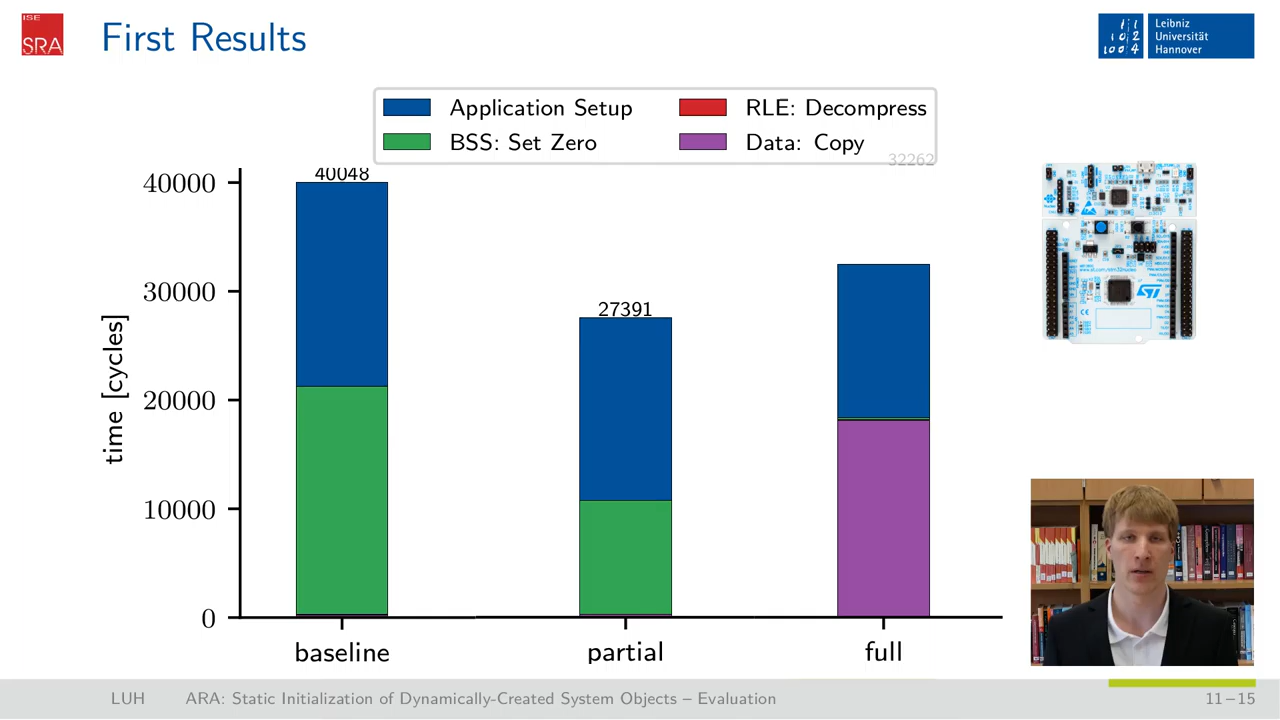 ISE
SRA
First Results
Leibniz
Universität
Hannover
Application Setup
RLE: Decompress
BSS: Set Zero
Data: Copy
32262
40048
27391
time [cycles]
40000
30000
20000
10000
0
baseline
partial
full
LUH
ARA: Static Initialization of Dynamically-Created System Objects – Evaluation
11–15